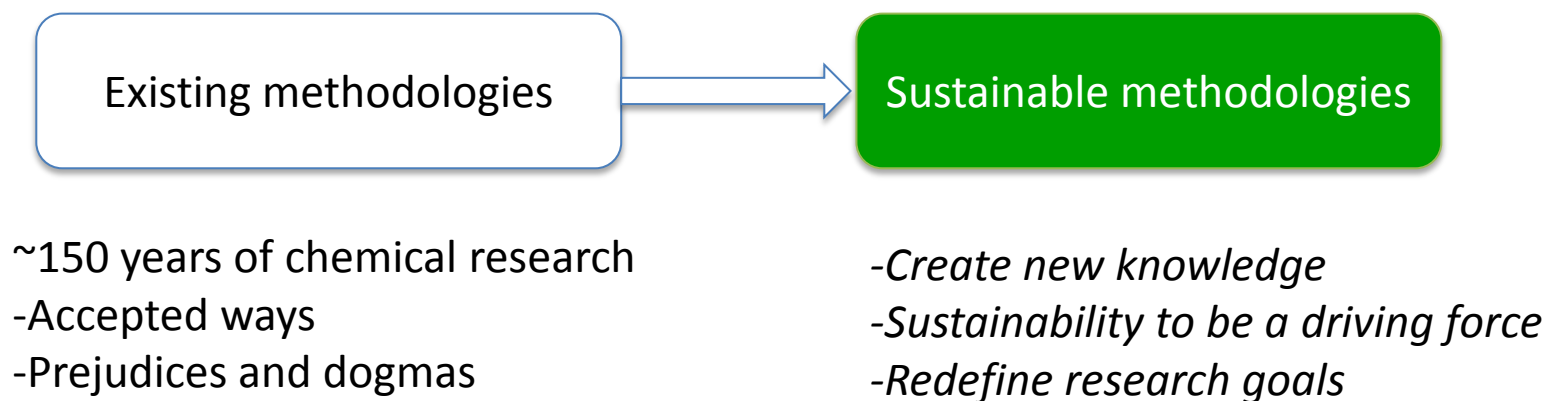 Existing methodologies
Sustainable methodologies
~150 years of chemical research
-Accepted ways
-Prejudices and dogmas
-Create new knowledge
-Sustainability to be a driving force
-Redefine research goals